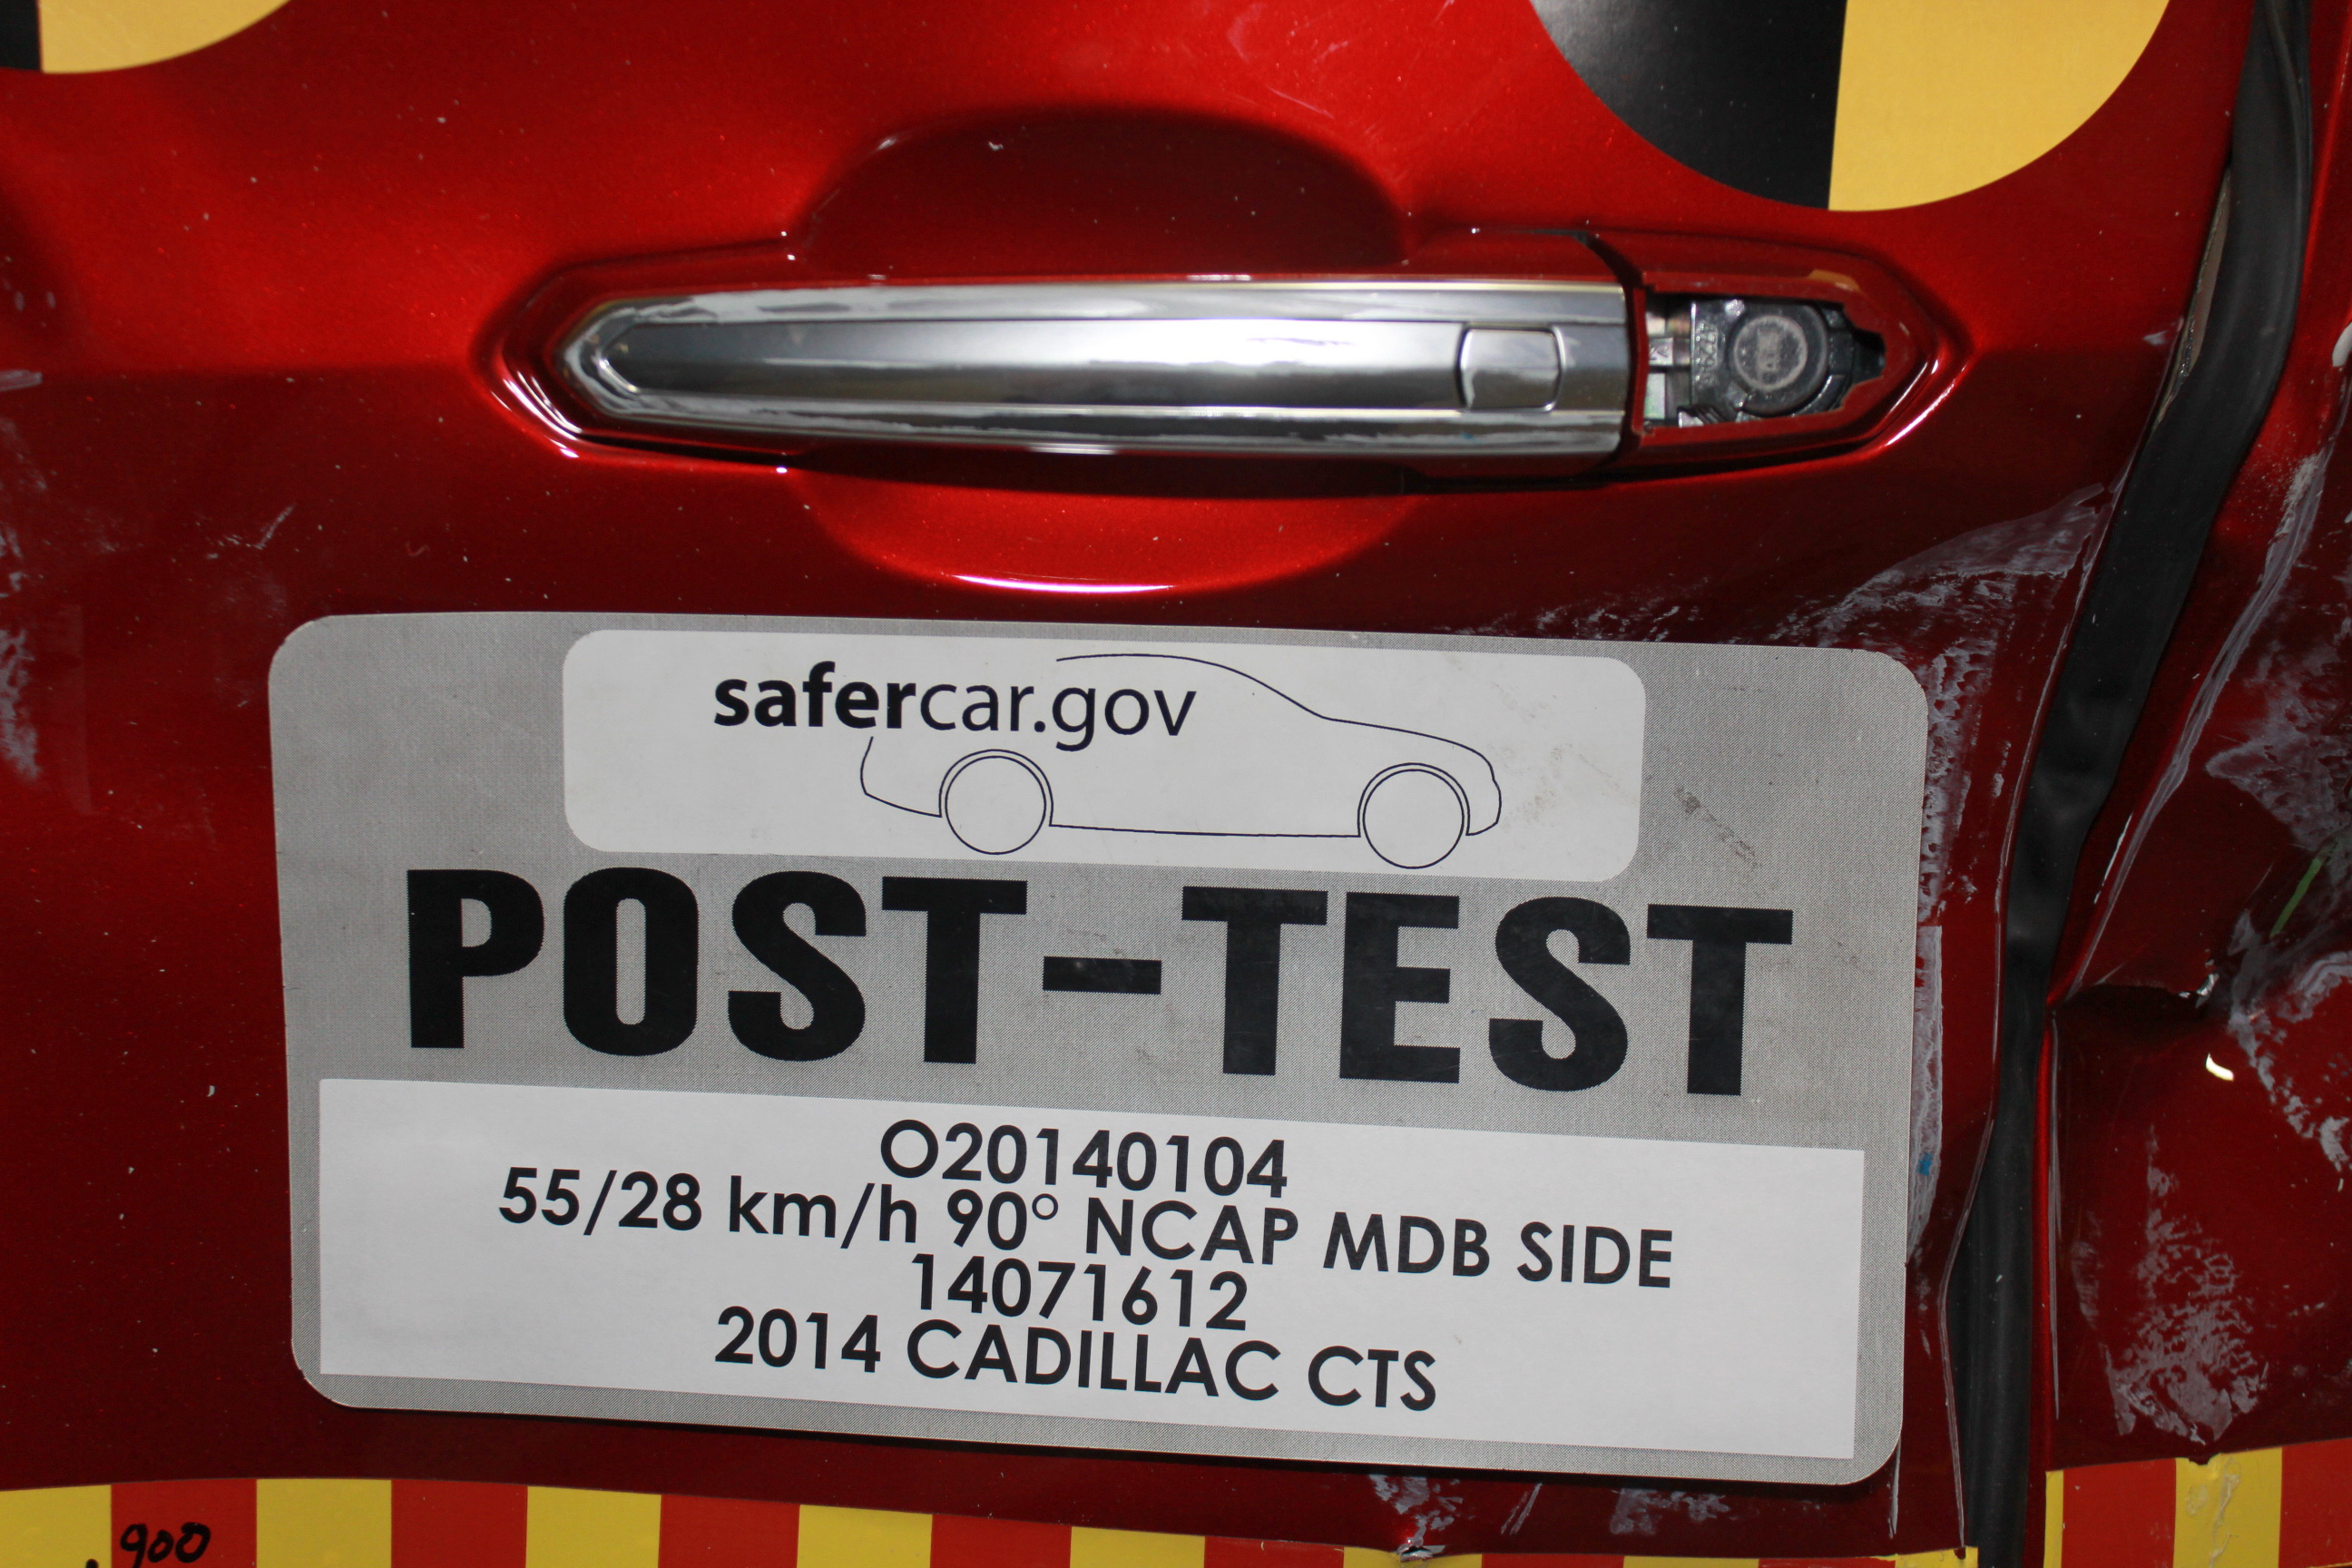 safercar.gov
POST-TEST
O20140104
55/28 km/h 90° NCAP MDB SIDE
14071612
2014 CADILLAC CTS
.900